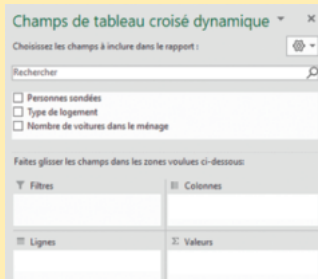 Champs de tableau croisé dynamique
Choisissez les champs à inclure dans le rapport :
Rechercher
Personnes sondées
Type de logement
Nombre de voitures dans le ménage
Faites glisser les champs dans les zones voulues ci-dessous:
Filtres
Colonnes
Lignes
Σ Valeurs